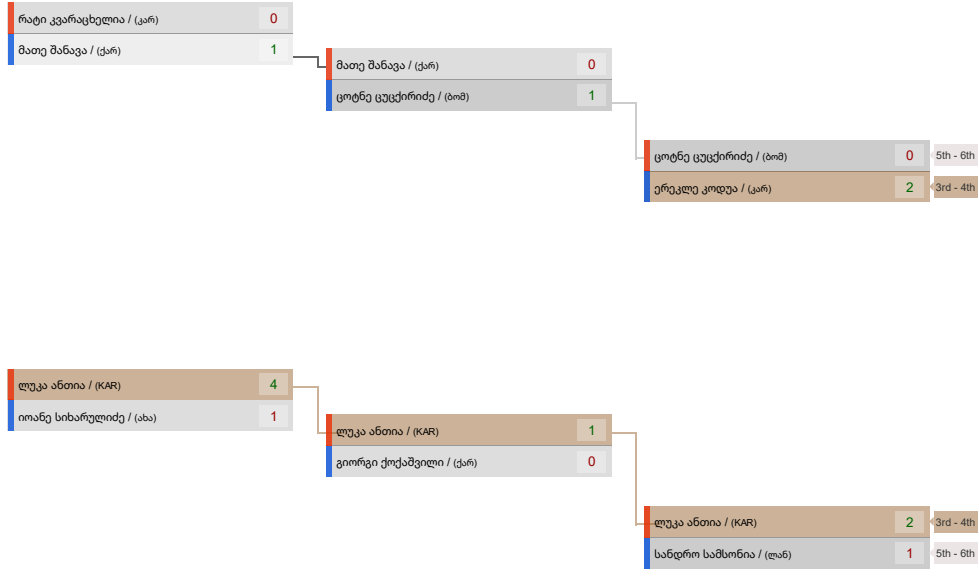 რატი კვარაცხელია / (კარ) 0
მათე შანავა / (ქარ) 1
მათე შანავა / (ქარ) 0
ცოტნე ცუცქირიძე / (ბომ) 1
ცოტნე ცუცქირიძე / (ბომ) 0 5th - 6th
ერეკლე კოდუა / (კარ) 2 3rd - 4th
ლუკა ანთია / (KAR) 4
იოანე სიხარულიძე / (ახა) 1
ლუკა ანთია / (KAR) 1
გიორგი ქოქაშვილი / (ქარ) 0
ლუკა ანთია / (KAR) 2 3rd - 4th
სანდრო სამსონია / (ლან) 1 5th - 6th